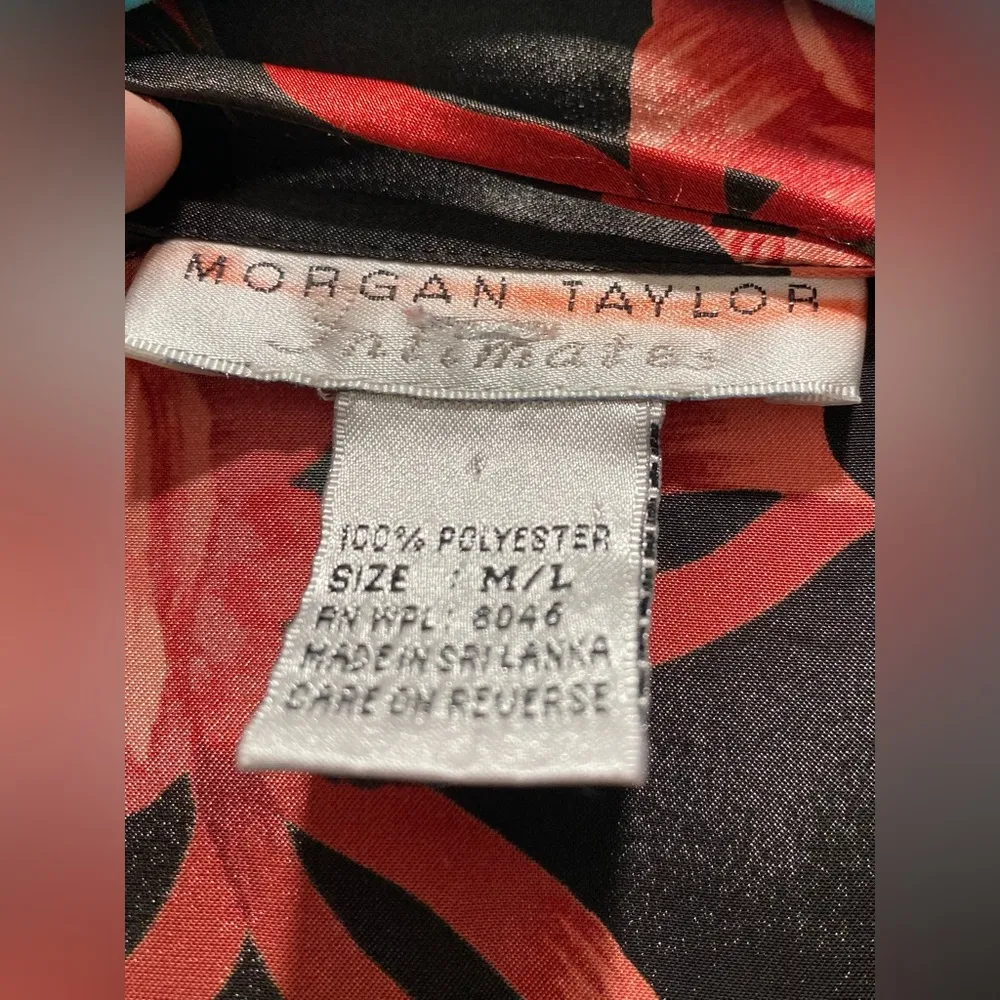 MORGAN TAYLOR
Intimates
100% POLYESTER
SIZE : M/L
RN WPL: 8046
MADE IN SRI LANKA
CARE ON REVERSE